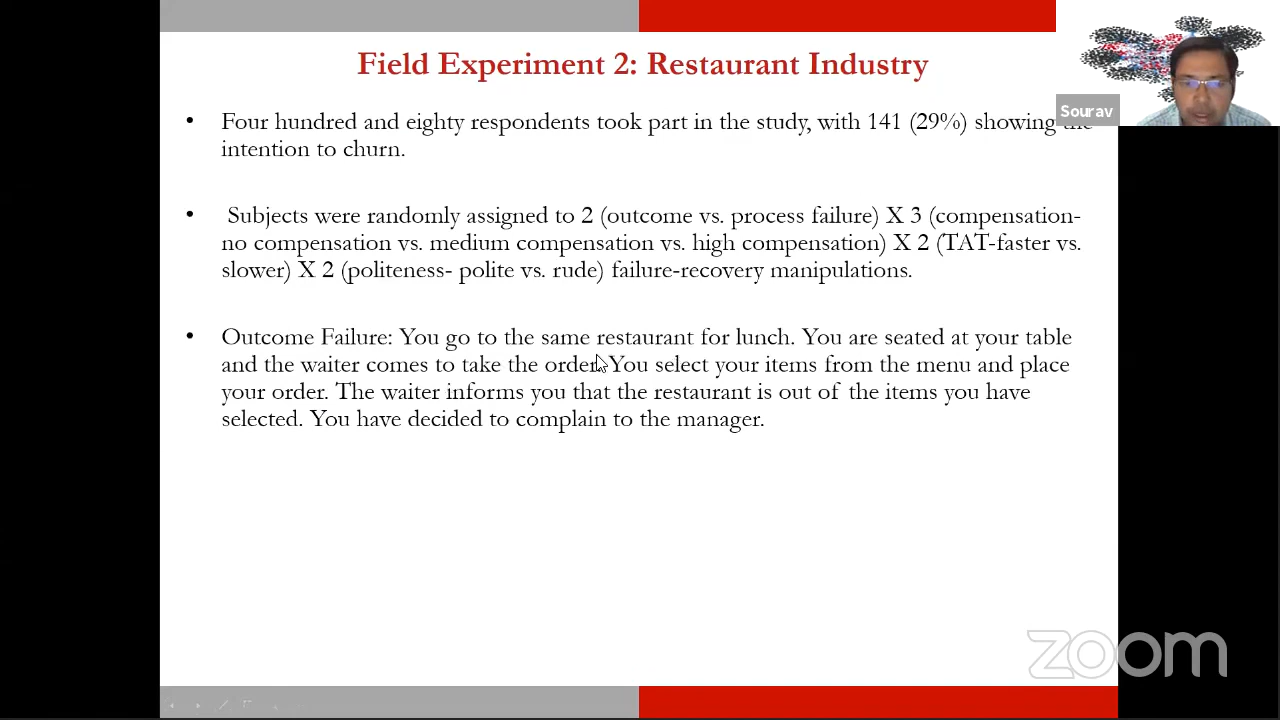 Field Experiment 2: Restaurant Industry
Sourav
• Four hundred and eighty respondents took part in the study, with 141 (29%) showing the
intention to churn.
• Subjects were randomly assigned to 2 (outcome vs. process failure) X 3 (compensation-
no compensation vs. medium compensation vs. high compensation) X 2 (TAT-faster vs.
slower) X 2 (politeness- polite vs. rude) failure-recovery manipulations.
• Outcome Failure: You go to the same restaurant for lunch. You are seated at your table
and the waiter comes to take the order. You select your items from the menu and place
your order. The waiter informs you that the restaurant is out of the items you have
selected. You have decided to complain to the manager.
zoom